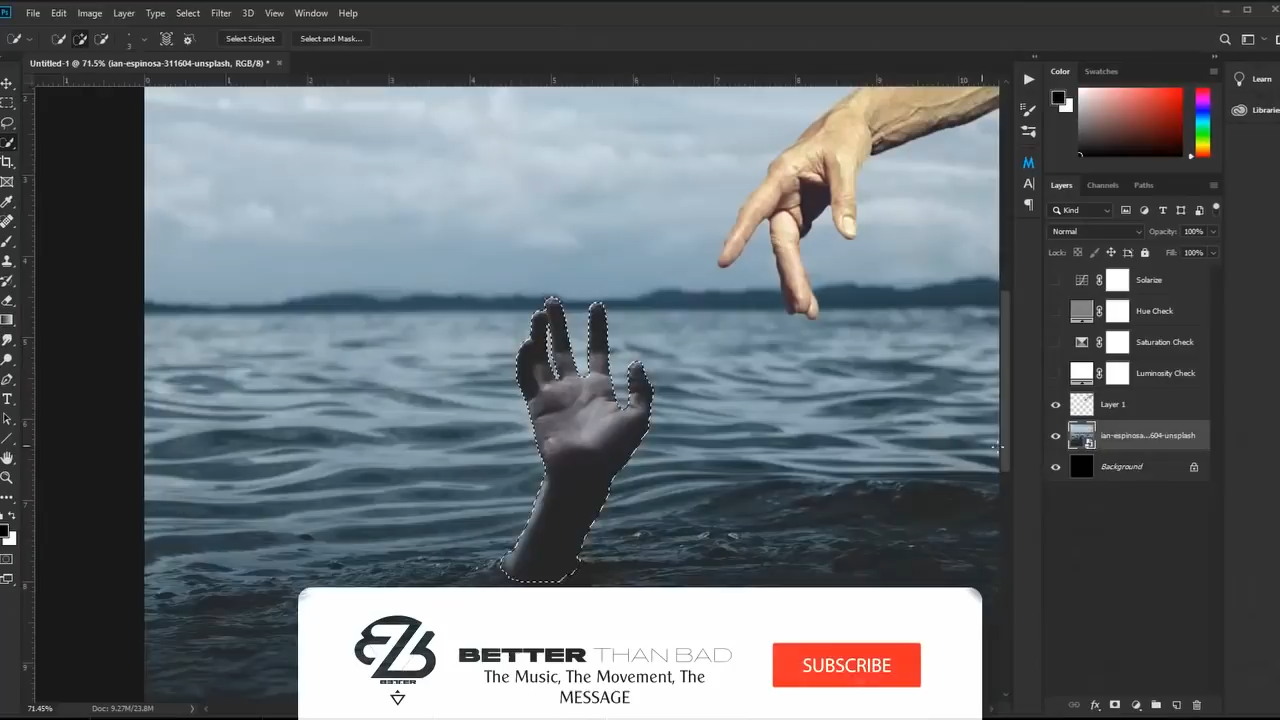 Ps File Edit Image Layer Type Select Filter 3D View Window Help
3 Select Subject Select and Mask...
Untitled-1 @ 71.5% (ian-espinosa-311604-unsplash, RGB/8) * ×
Color Swatches
Learn
Libraries
Layers Channels Paths
Kind
Normal Opacity: 100%
Lock: Fill: 100%
Solarize
Hue Check
Saturation Check
Luminosity Check
Layer 1
ian-espinosa...604-unsplash
Background
BETTER THAN BAD
The Music, The Movement, The
MESSAGE
SUBSCRIBE
BETTER
71.45% Doc: 9.27M/23.8M